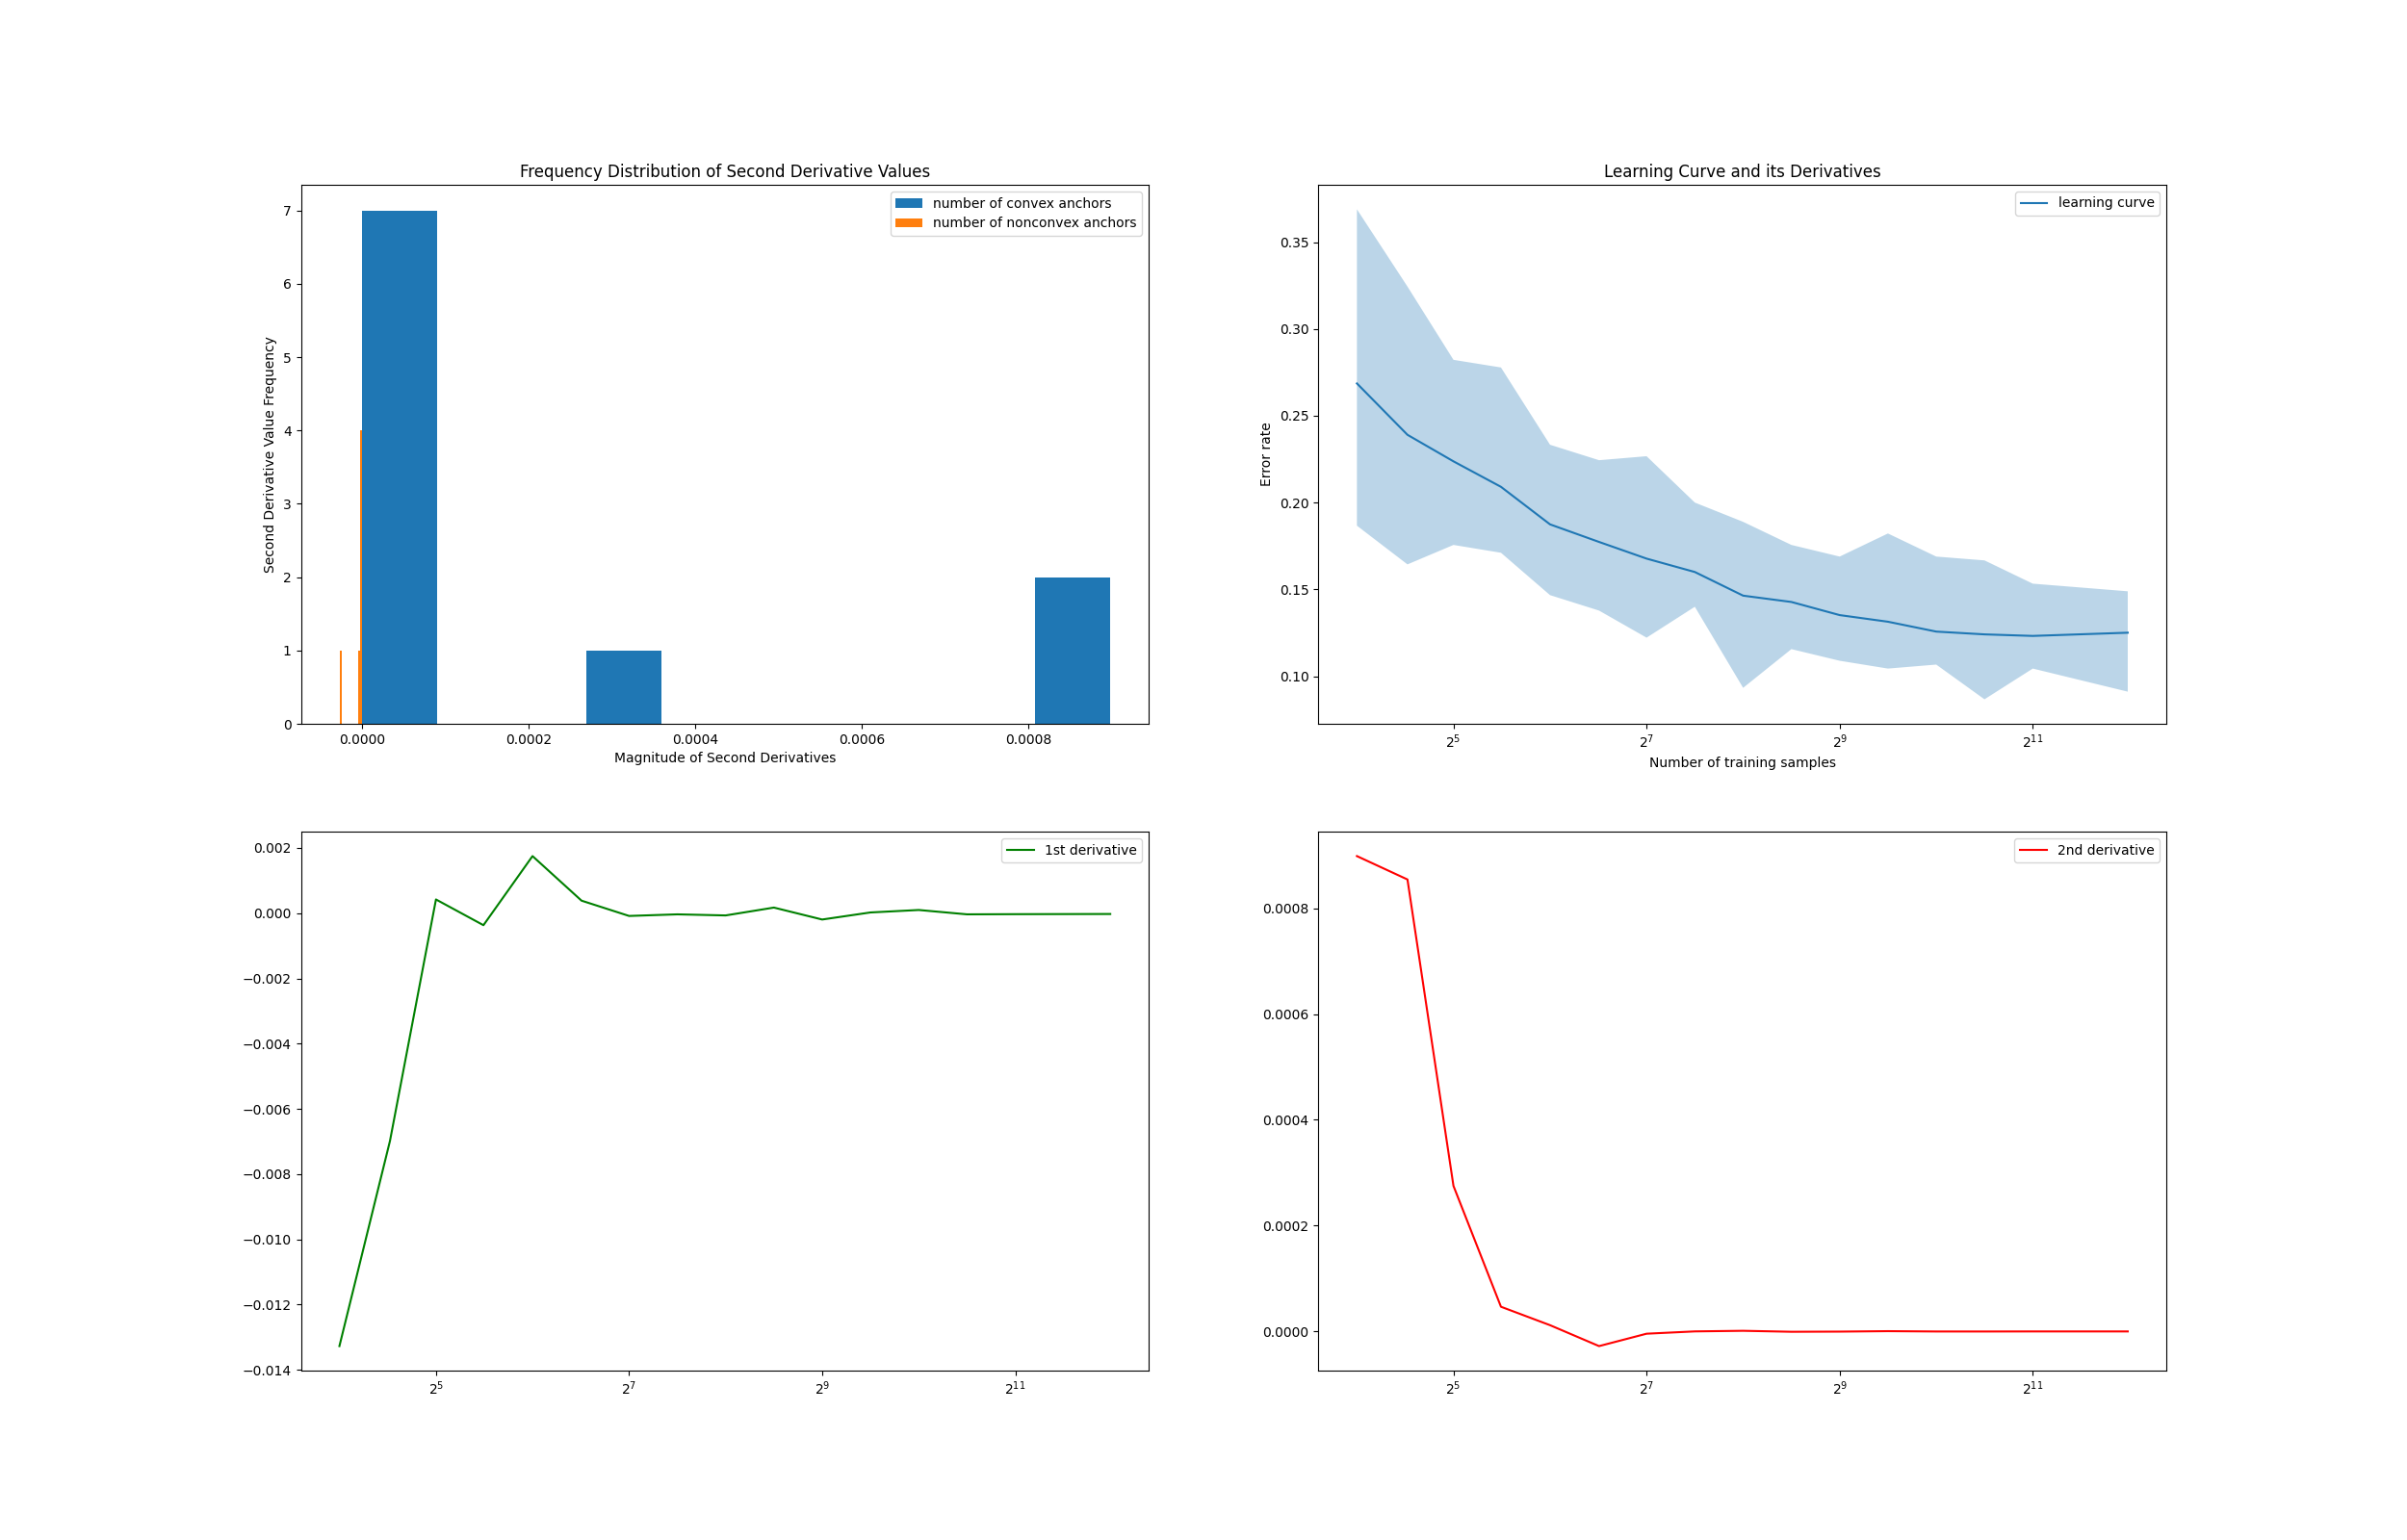 Frequency Distribution of Second Derivative Values
number of convex anchors
number of nonconvex anchors
7
6
5
4
3
2
1
0
Second Derivative Value Frequency
0.0000 0.0002 0.0004 0.0006 0.0008
Magnitude of Second Derivatives
Learning Curve and its Derivatives
learning curve
0.35
0.30
0.25
0.20
0.15
0.10
Error rate
2^5 2^7 2^9 2^11
Number of training samples
1st derivative
0.002
0.000
−0.002
−0.004
−0.006
−0.008
−0.010
−0.012
−0.014
2^5 2^7 2^9 2^11
2nd derivative
0.0008
0.0006
0.0004
0.0002
0.0000
2^5 2^7 2^9 2^11